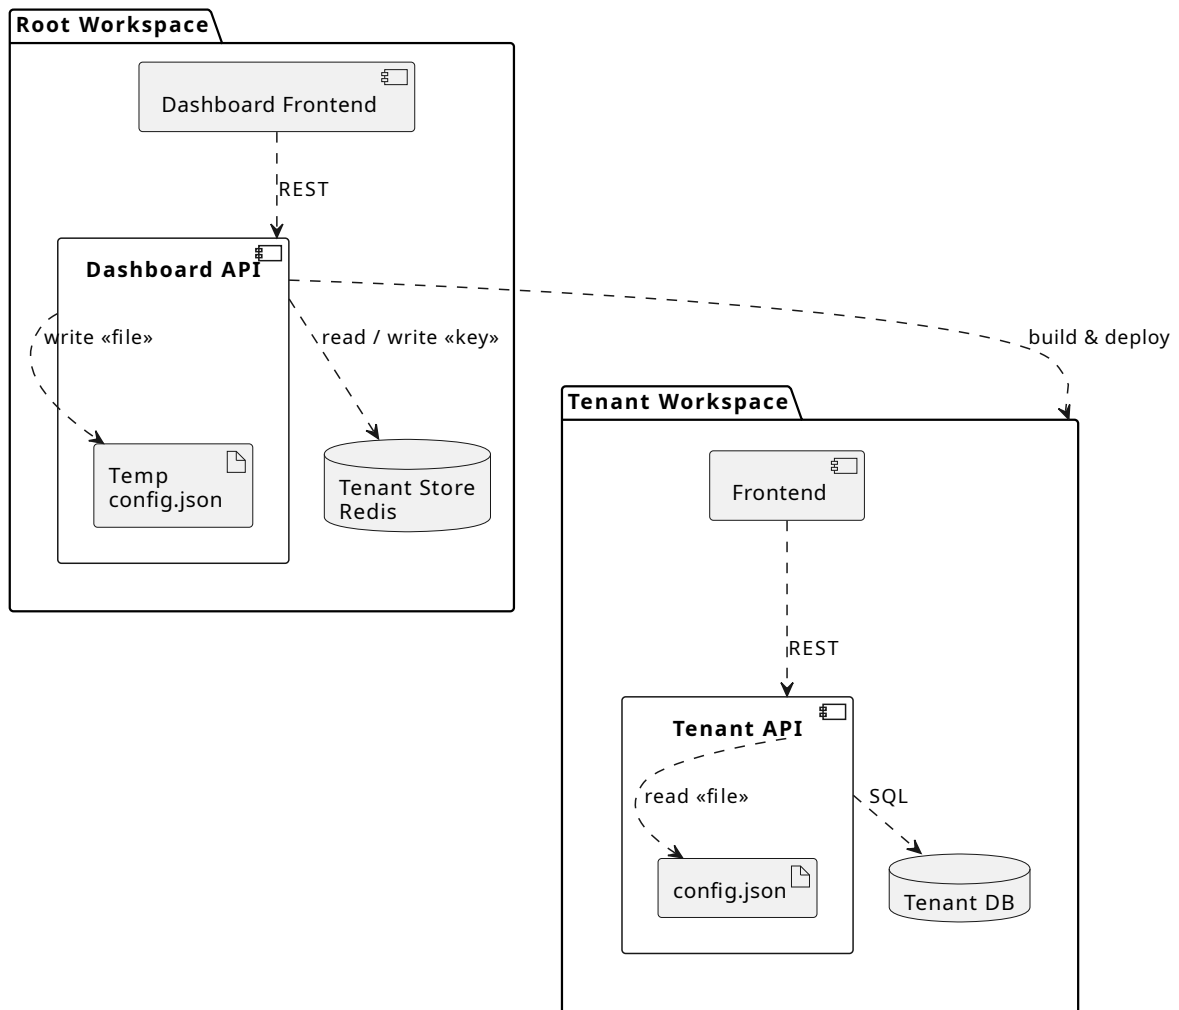 Root Workspace
Dashboard Frontend
REST
Dashboard API
write «file»
read / write «key»
build & deploy
Temp
config.json
Tenant Store
Redis
Tenant Workspace
Frontend
REST
Tenant API
read «file»
SQL
config.json
Tenant DB